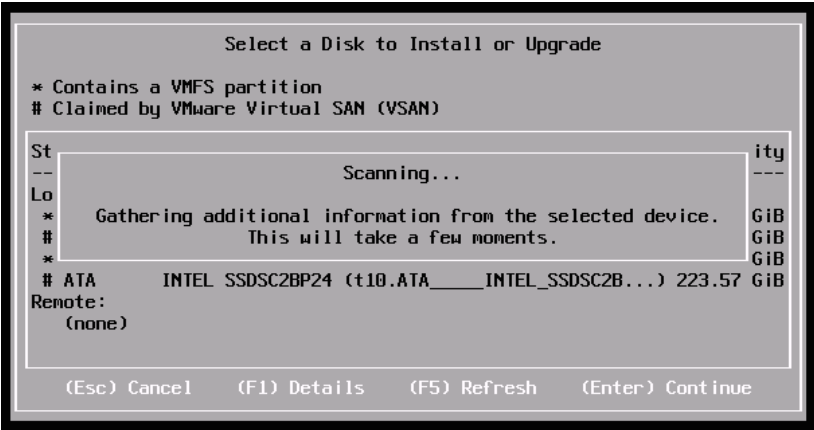 Select a Disk to Install or Upgrade
* Contains a VMFS partition
# Claimed by VMware Virtual SAN (VSAN)
St ity
-- ---
Scanning...
Lo
* Gathering additional information from the selected device. GiB
# This will take a few moments. GiB
* GiB
# ATA INTEL SSDSC2BP24 (t10.ATA_____INTEL_SSDSC2B...) 223.57 GiB
Remote:
(none)
(Esc) Cancel (F1) Details (F5) Refresh (Enter) Continue